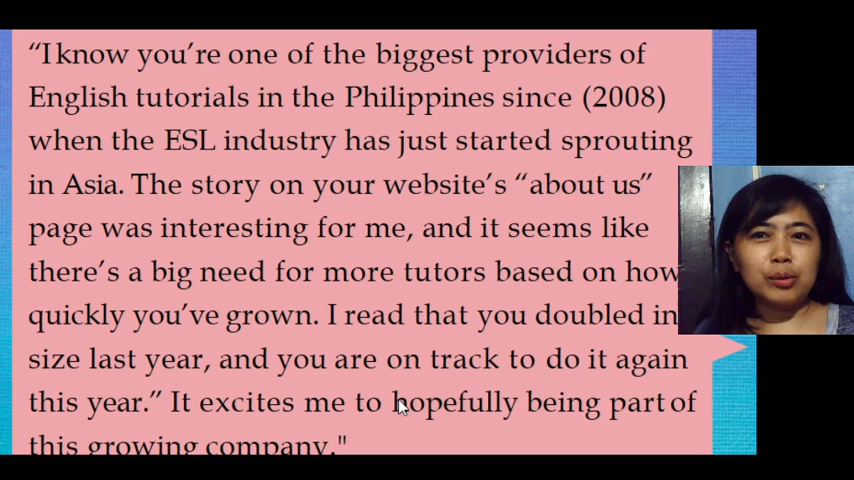 “I know you’re one of the biggest providers of
English tutorials in the Philippines since (2008)
when the ESL industry has just started sprouting
in Asia. The story on your website’s “about us”
page was interesting for me, and it seems like
there’s a big need for more tutors based on how
quickly you’ve grown. I read that you doubled in
size last year, and you are on track to do it again
this year.” It excites me to hopefully being part of
this growing company."